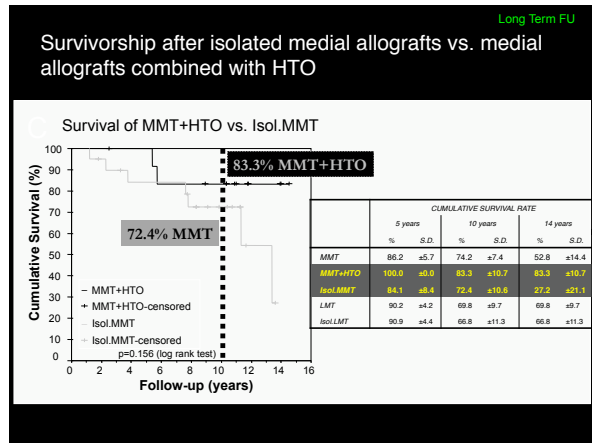 Long Term FU
Survivorship after isolated medial allografts vs. medial
allografts combined with HTO
C
Survival of MMT+HTO vs. Isol.MMT
Cumulative Survival (%)
100
90
80
70
60
50
40
30
20
10
0
83.3% MMT+HTO
72.4% MMT
MMT+HTO
MMT+HTO-censored
Isol.MMT
Isol.MMT-censored
p=0.156 (log rank test)
0 2 4 6 8 10 12 14 16
Follow-up (years)
CUMULATIVE SURVIVAL RATE
5 years 10 years 14 years
% S.D. % S.D. % S.D.
MMT 86.2 ±5.7 74.2 ±7.4 52.8 ±14.4
MMT+HTO 100.0 ±0.0 83.3 ±10.7 83.3 ±10.7
Isol.MMT 84.1 ±8.4 72.4 ±10.6 27.2 ±21.1
LMT 90.2 ±4.2 69.8 ±9.7 69.8 ±9.7
Isol.LMT 90.9 ±4.4 66.8 ±11.3 66.8 ±11.3